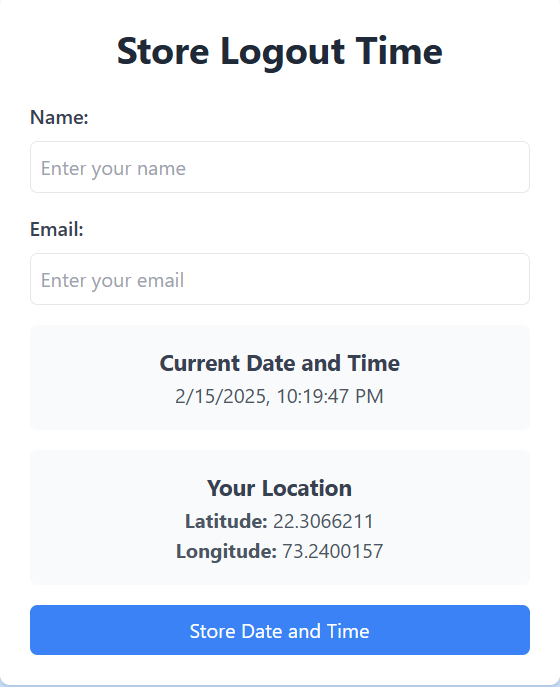 Store Logout Time
Name:
Enter your name
Email:
Enter your email
Current Date and Time
2/15/2025, 10:19:47 PM
Your Location
Latitude: 22.3066211
Longitude: 73.2400157
Store Date and Time